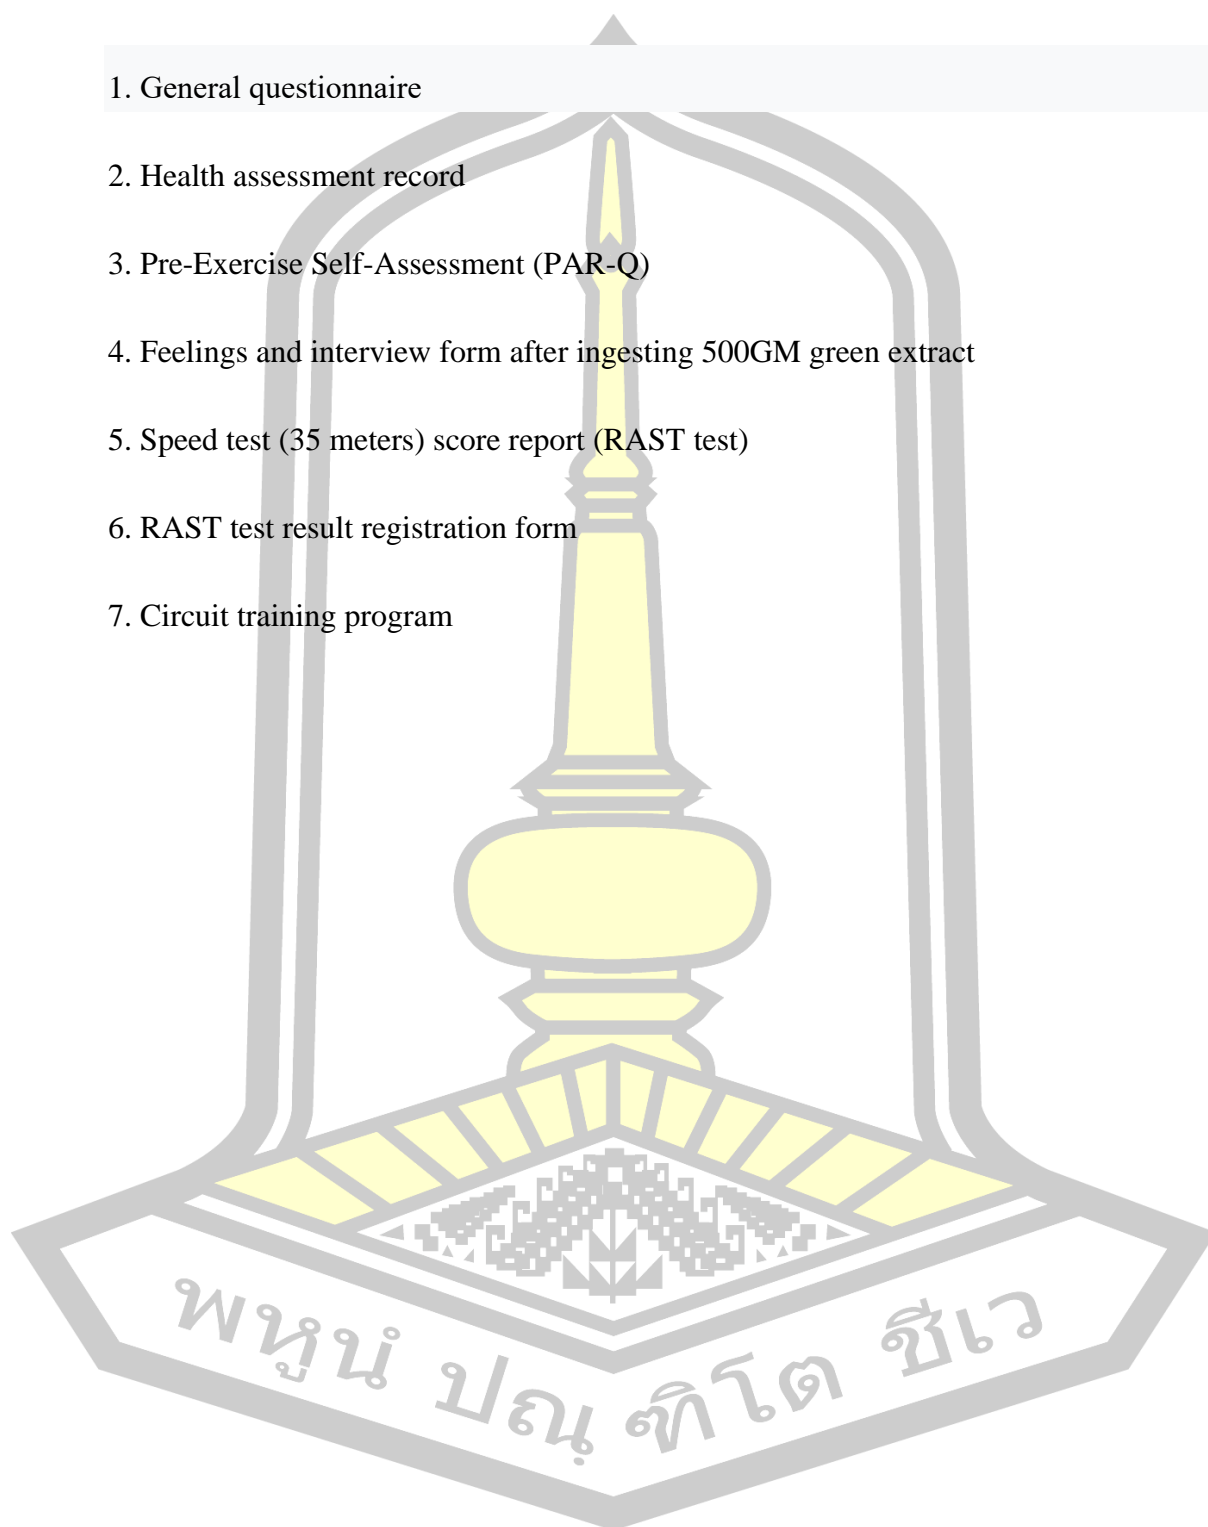 1. General questionnaire
2. Health assessment record
3. Pre-Exercise Self-Assessment (PAR-Q)
4. Feelings and interview form after ingesting 500GM green extract
5. Speed test (35 meters) score report (RAST test)
6. RAST test result registration form
7. Circuit training program
พหูนํ ปณฺฑิโต ชีเว